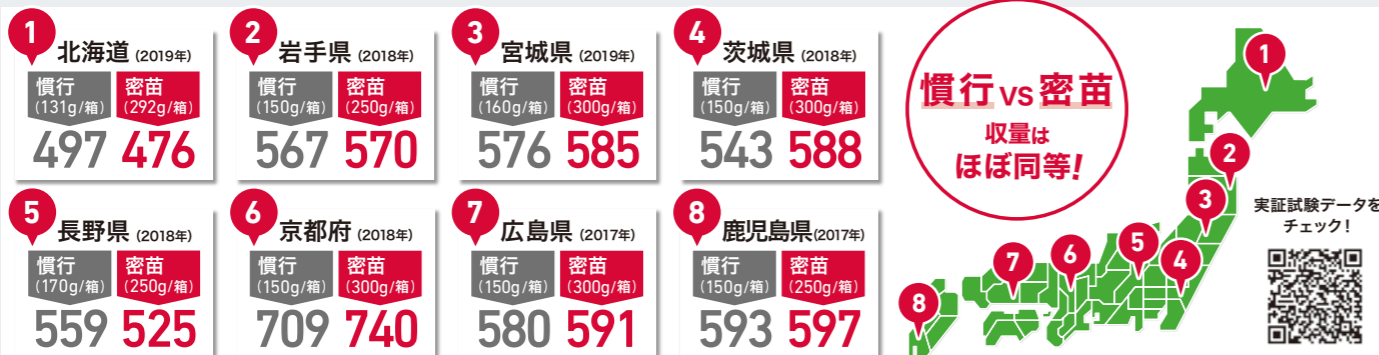 1
北海道 (2019年)
慣行 密苗
(131g/箱) (292g/箱)
497 476
2
岩手県 (2018年)
慣行 密苗
(150g/箱) (250g/箱)
567 570
3
宮城県 (2019年)
慣行 密苗
(160g/箱) (300g/箱)
576 585
4
茨城県 (2018年)
慣行 密苗
(150g/箱) (300g/箱)
543 588
5
長野県 (2018年)
慣行 密苗
(170g/箱) (250g/箱)
559 525
6
京都府 (2018年)
慣行 密苗
(150g/箱) (300g/箱)
709 740
7
広島県 (2017年)
慣行 密苗
(150g/箱) (300g/箱)
580 591
8
鹿児島県(2017年)
慣行 密苗
(150g/箱) (250g/箱)
593 597
慣行 VS 密苗
収量は
ほぼ同等!
1
2
3
4
5
6
7
8
実証試験データを
チェック!